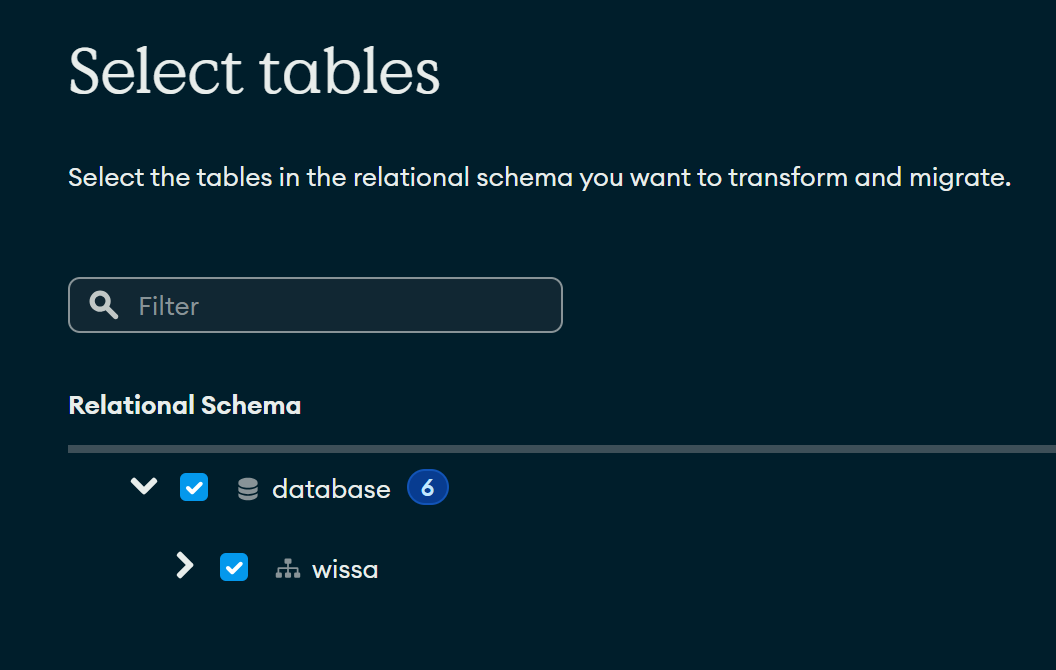 Select tables
Select the tables in the relational schema you want to transform and migrate.
Filter
Relational Schema
database 6
wissa